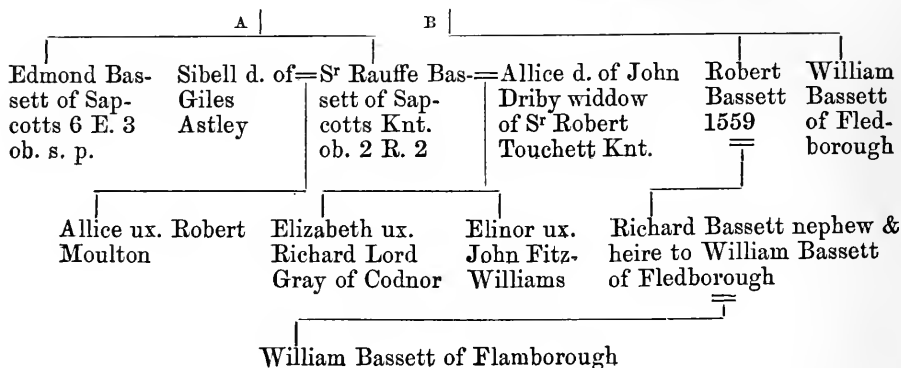 A
B
Edmond Bas-
sett of Sap-
cotts 6 E. 3
ob. s. p.
Sibell d. of
Giles
Astley
Sr Rauffe Bas-
sett of Sap-
cotts Knt.
ob. 2 R. 2
Allice d. of John
Driby widdow
of Sr Robert
Touchett Knt.
Robert
Bassett
1559
William
Bassett
of Fled-
borough
Allice ux. Robert
Moulton
Elizabeth ux.
Richard Lord
Gray of Codnor
Elinor ux.
John Fitz-
Williams
Richard Bassett nephew &
heire to William Bassett
of Fledborough
William Bassett of Flamborough